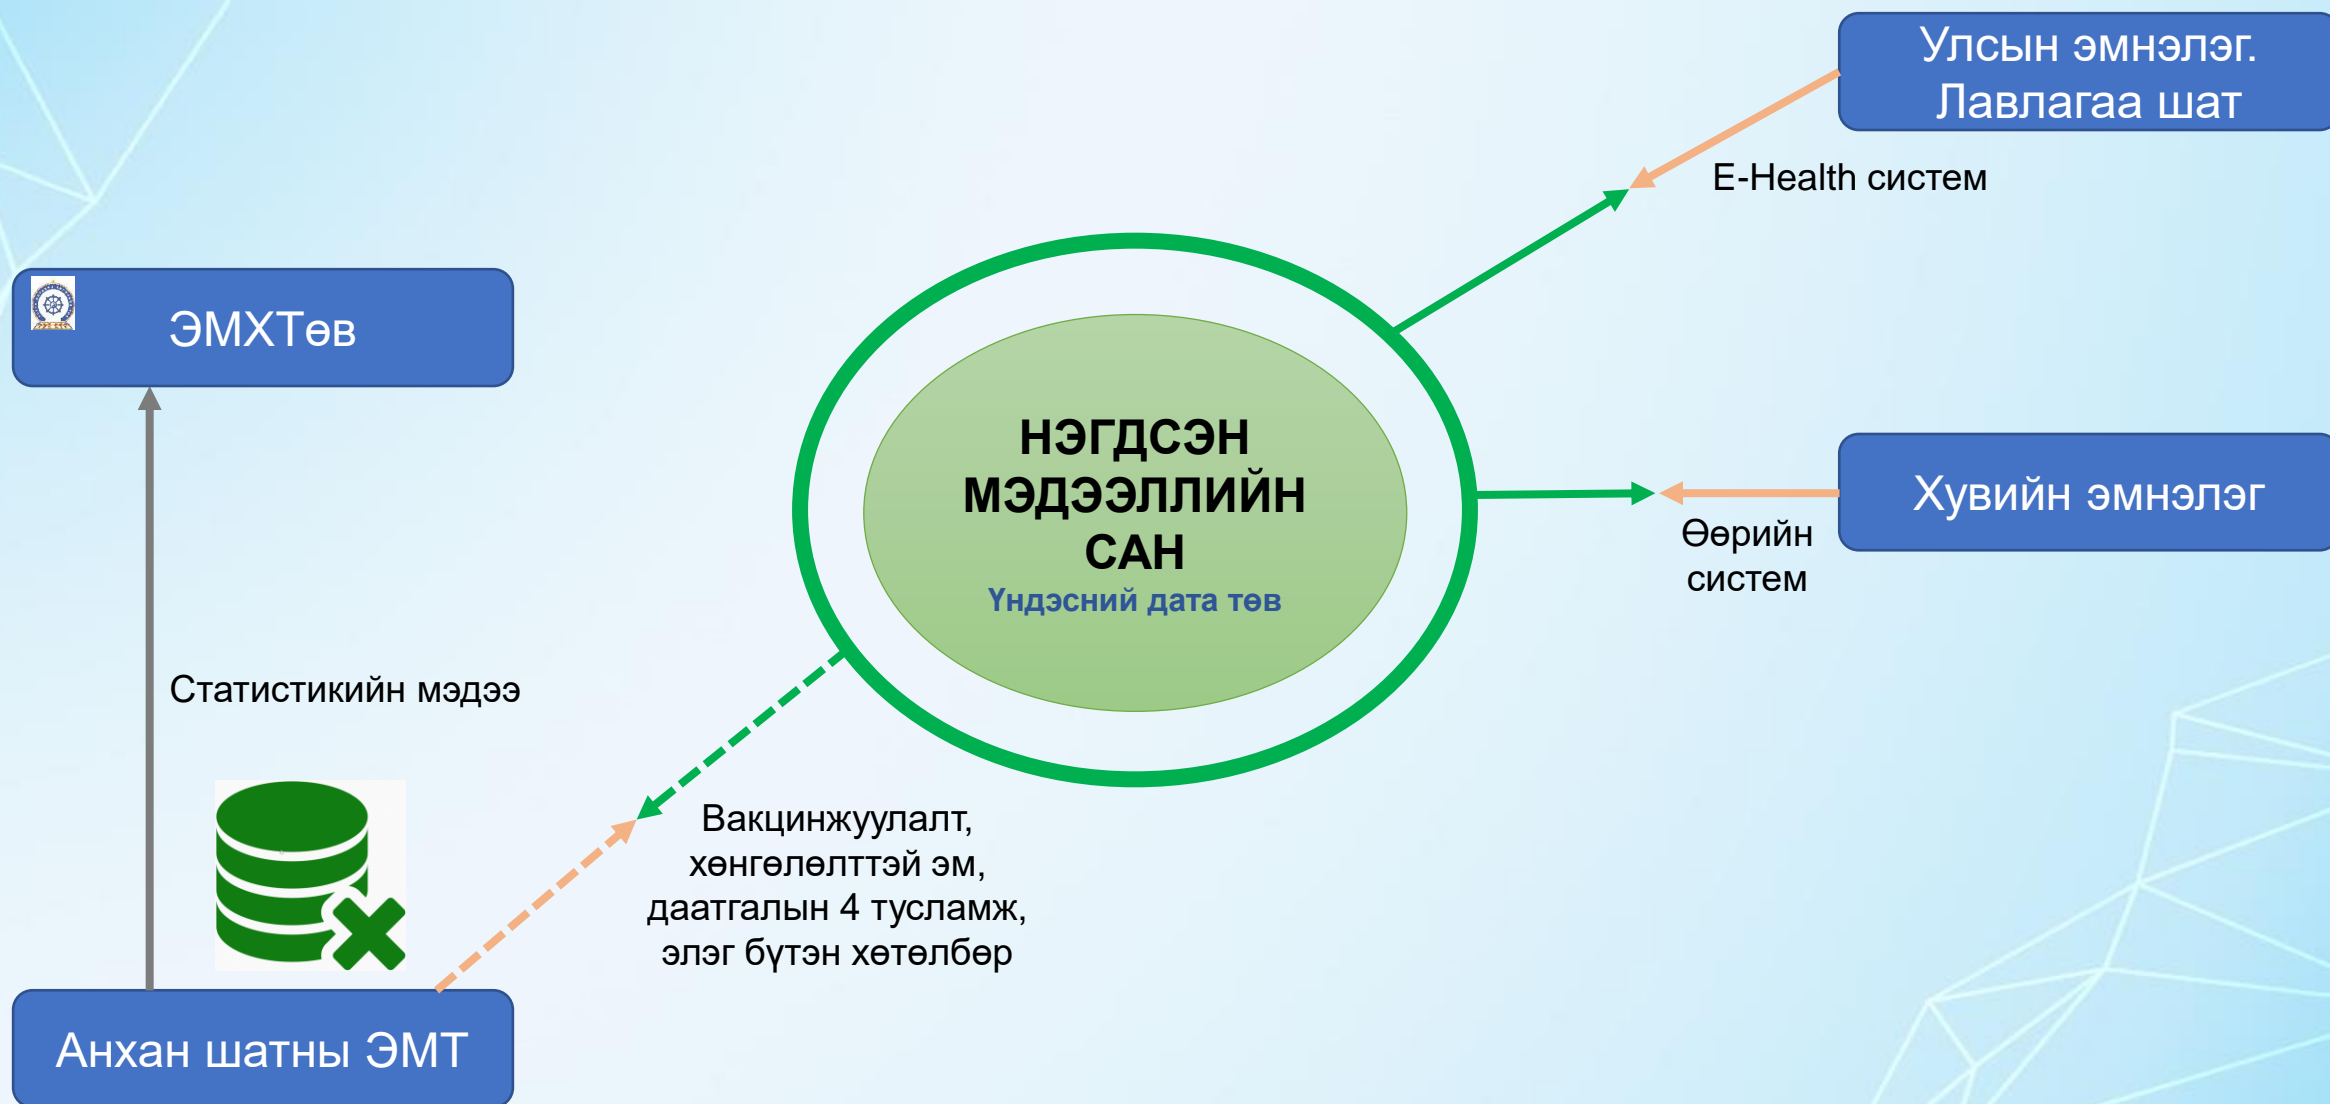 Улсын эмнэлэг.
Лавлагаа шат
E-Health систем
ЭМХТөв
НЭГДСЭН
МЭДЭЭЛЛИЙН
САН
Үндэсний дата төв
Хувийн эмнэлэг
Өөрийн
систем
Статистикийн мэдээ
Вакцинжуулалт,
хөнгөлөлттэй эм,
даатгалын 4 тусламж,
элэг бүтэн хөтөлбөр
Анхан шатны ЭМТ